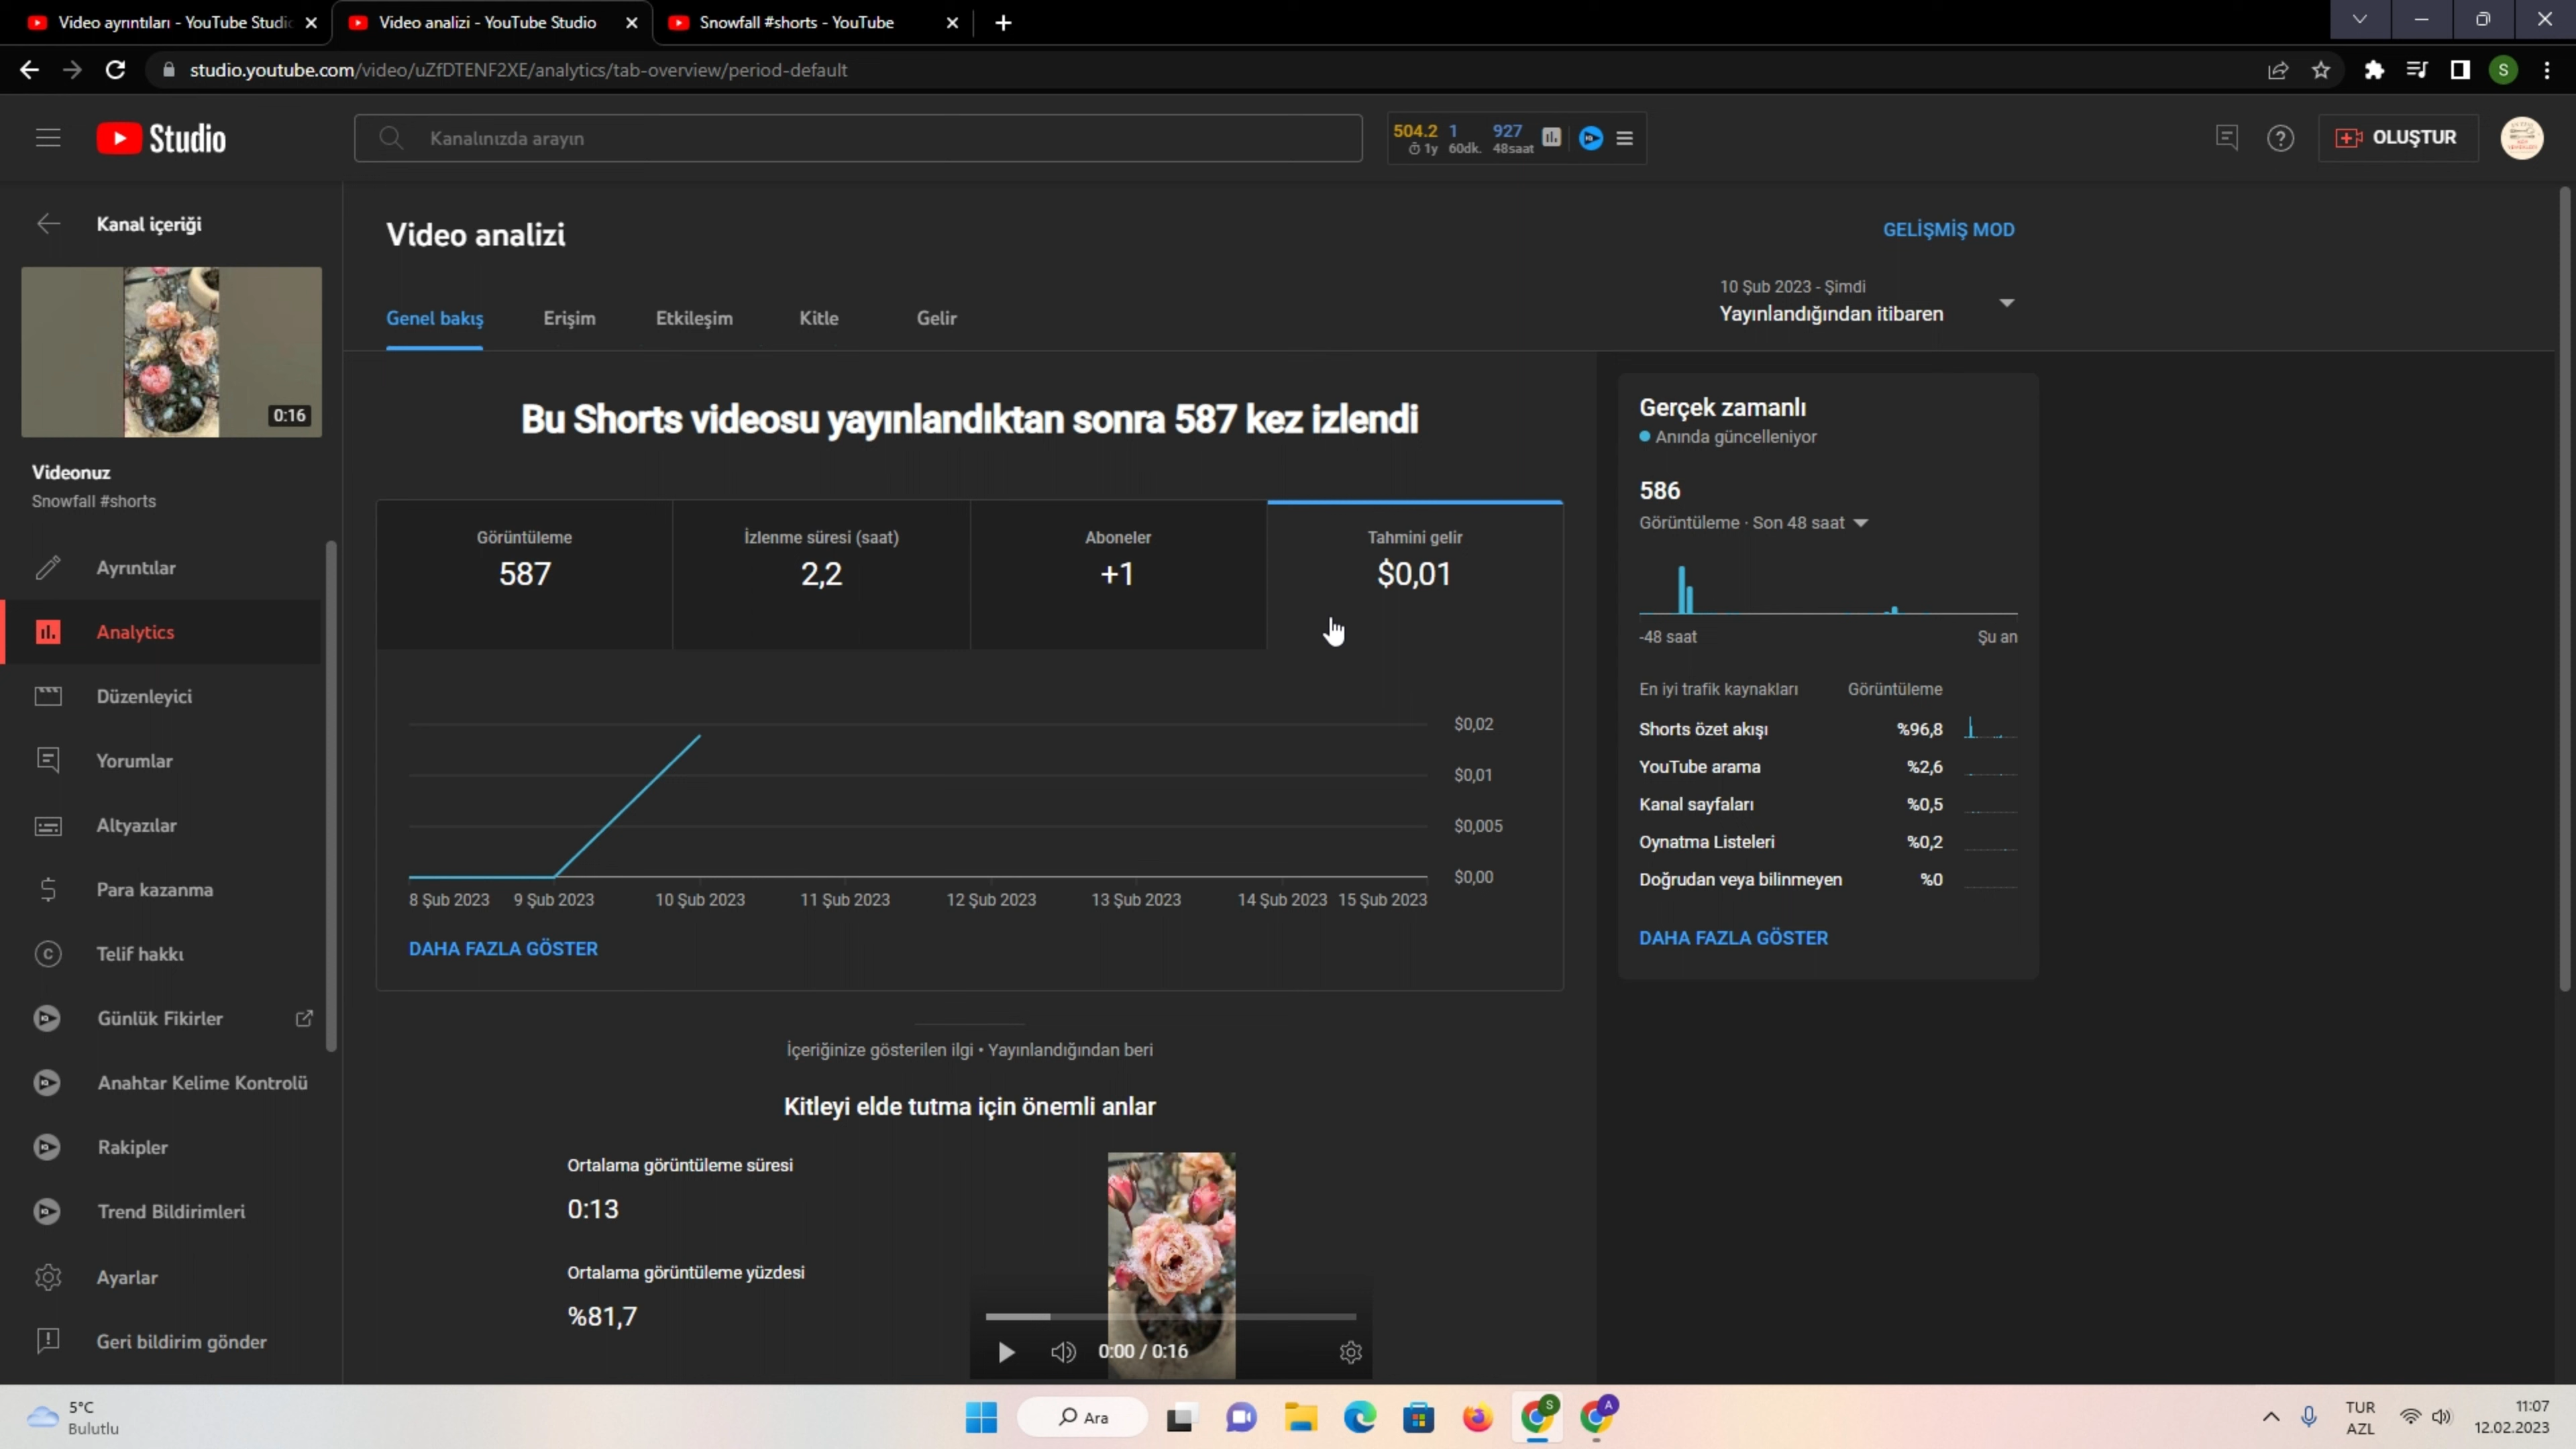 Video ayrıntıları - YouTube Studio
Video analizi - YouTube Studio
Snowfall #shorts - YouTube
studio.youtube.com/video/uZfDTENF2XE/analytics/tab-overview/period-default
S
Studio
Kanalınızda arayın
504.2 1 927
1y 60dk. 48saat
OLUŞTUR
Kanal içeriği
0:16
Videonuz
Snowfall #shorts
Ayrıntılar
Analytics
Düzenleyici
Yorumlar
Altyazılar
Para kazanma
Telif hakkı
Günlük Fikirler
Anahtar Kelime Kontrolü
Rakipler
Trend Bildirimleri
Ayarlar
Geri bildirim gönder
Video analizi
GELİŞMİŞ MOD
Genel bakış Erişim Etkileşim Kitle Gelir
10 Şub 2023 - Şimdi
Yayınlandığından itibaren
Bu Shorts videosu yayınlandıktan sonra 587 kez izlendi
Görüntüleme
587
İzlenme süresi (saat)
2,2
Aboneler
+1
Tahmini gelir
$0,01
$0,02
$0,01
$0,005
$0,00
8 Şub 2023 9 Şub 2023 10 Şub 2023 11 Şub 2023 12 Şub 2023 13 Şub 2023 14 Şub 2023 15 Şub 2023
DAHA FAZLA GÖSTER
İçeriğinize gösterilen ilgi • Yayınlandığından beri
Kitleyi elde tutma için önemli anlar
Ortalama görüntüleme süresi
0:13
Ortalama görüntüleme yüzdesi
%81,7
0:00 / 0:16
Gerçek zamanlı
Anında güncelleniyor
586
Görüntüleme · Son 48 saat
-48 saat Şu an
En iyi trafik kaynakları Görüntüleme
Shorts özet akışı %96,8
YouTube arama %2,6
Kanal sayfaları %0,5
Oynatma Listeleri %0,2
Doğrudan veya bilinmeyen %0
DAHA FAZLA GÖSTER
5°C
Bulutlu
Ara
S
A
TUR
AZL
11:07
12.02.2023